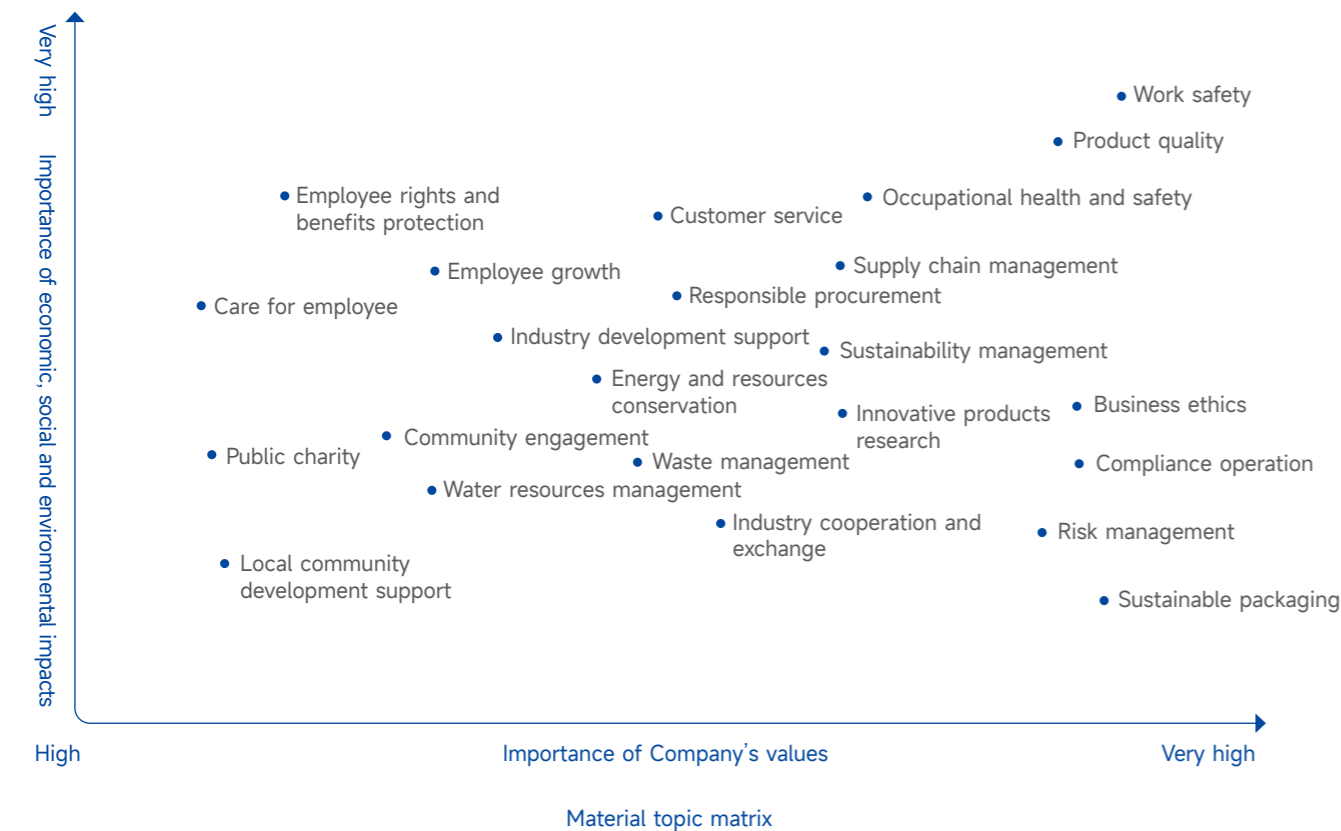 Very high
Importance of economic, social and environmental impacts
Work safety
Product quality
Employee rights and
benefits protection
Occupational health and safety
Customer service
Employee growth
Supply chain management
Responsible procurement
Care for employee
Industry development support
Sustainability management
Energy and resources
conservation
Business ethics
Innovative products
research
Community engagement
Public charity
Waste management
Compliance operation
Water resources management
Industry cooperation and
exchange
Risk management
Local community
development support
Sustainable packaging
High
Importance of Company’s values
Very high
Material topic matrix